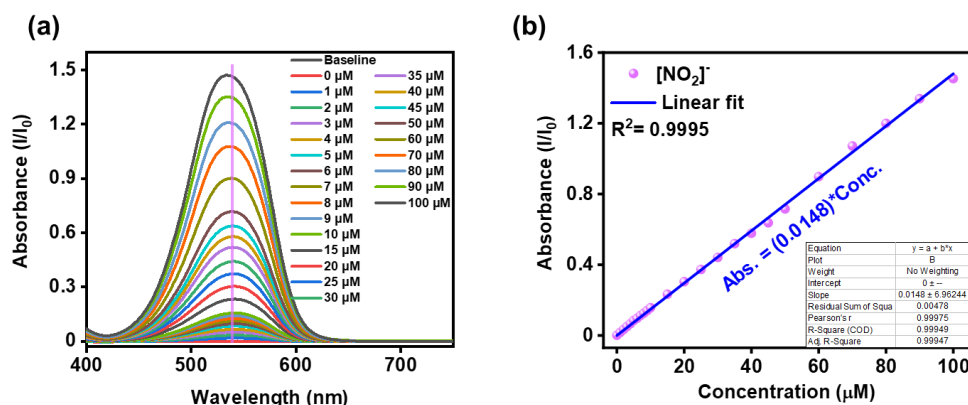 (a)
Absorbance (I/I0)
1.5
1.2
0.9
0.6
0.3
0
400
500
600
700
Wavelength (nm)
Baseline
0 μM
1 μM
2 μM
3 μM
4 μM
5 μM
6 μM
7 μM
8 μM
9 μM
10 μM
15 μM
20 μM
25 μM
30 μM
35 μM
40 μM
45 μM
50 μM
60 μM
70 μM
80 μM
90 μM
100 μM
(b)
Absorbance (I/I0)
1.6
1.2
0.8
0.4
0
0
20
40
60
80
100
Concentration (μM)
[NO2]-
Linear fit
R2= 0.9995
Abs. = (0.0148)*Conc.
Equation y = a + b*x
Plot B
Weight No Weighting
Intercept 0 ± --
Slope 0.0148 ± 6.96244
Residual Sum of Squa 0.00478
Pearson's r 0.99975
R-Square (COD) 0.99949
Adj. R-Square 0.99947